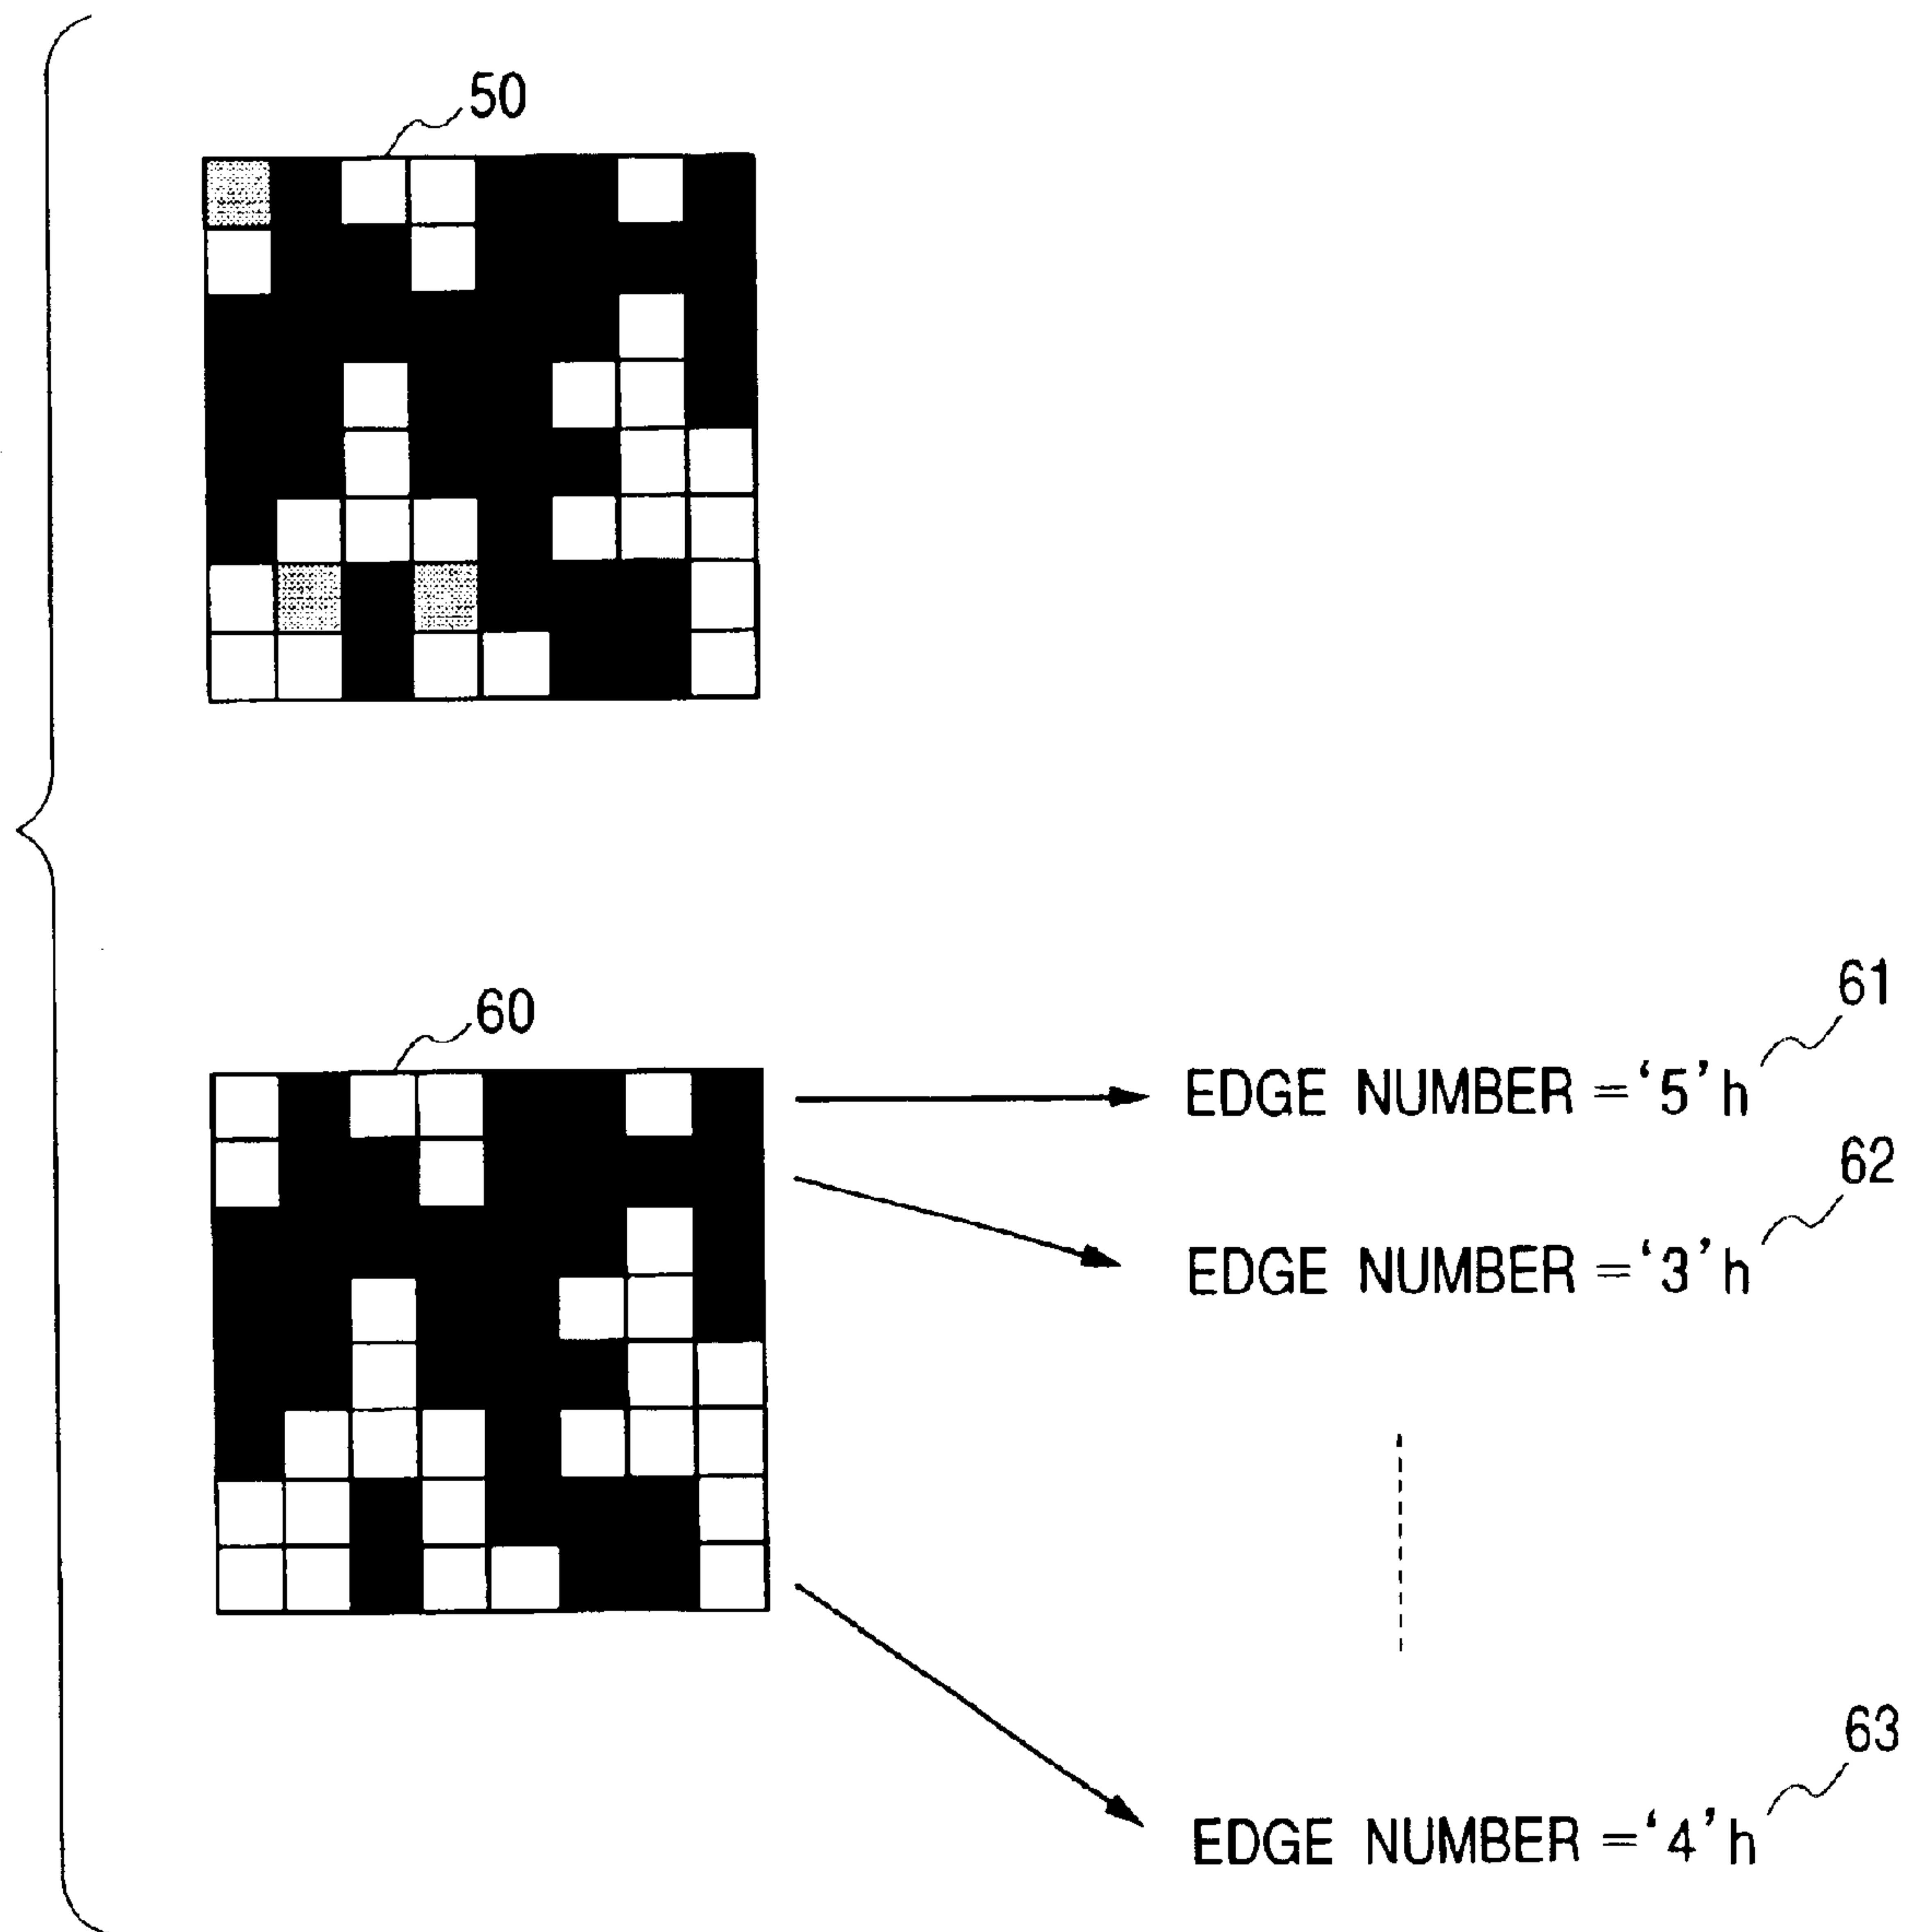 50
60
61
EDGE NUMBER ='5'h
62
EDGE NUMBER ='3'h
63
EDGE NUMBER ='4'h